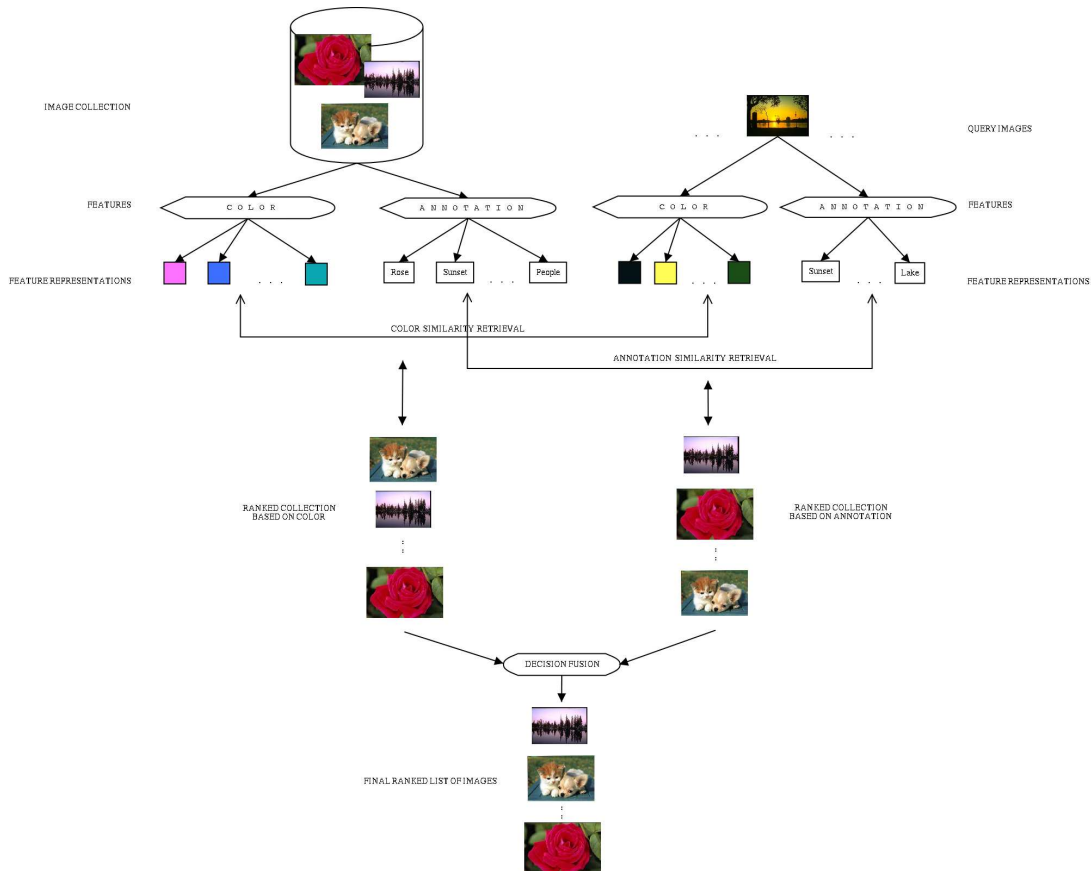 IMAGE COLLECTION
. . .
. . .
QUERY IMAGES
FEATURES
COLOR
ANNOTATION
COLOR
ANNOTATION
FEATURES
FEATURE REPRESENTATIONS
. . .
Rose
Sunset
. . .
People
. . .
Sunset
. . .
Lake
FEATURE REPRESENTATIONS
COLOR SIMILARITY RETRIEVAL
ANNOTATION SIMILARITY RETRIEVAL
RANKED COLLECTION
BASED ON COLOR
RANKED COLLECTION
BASED ON ANNOTATION
DECISION FUSION
FINAL RANKED LIST OF IMAGES